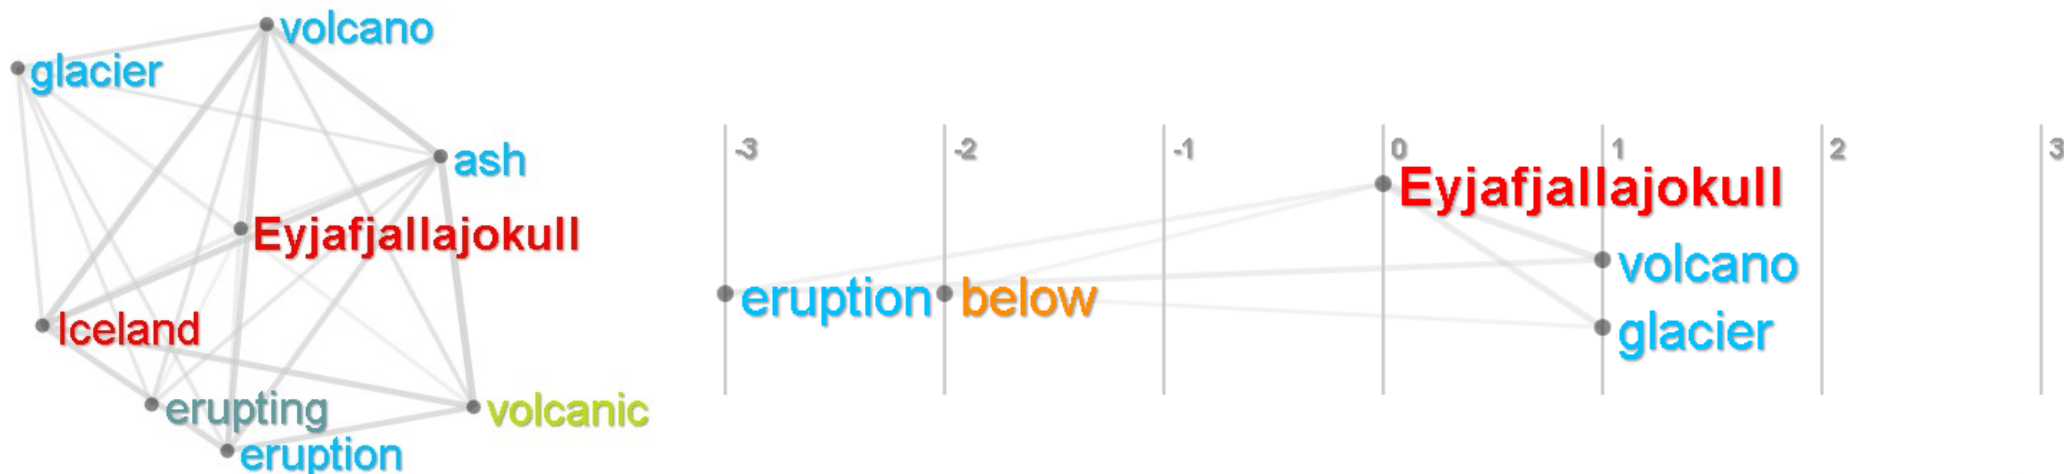 volcano
glacier
ash
Eyjafjallajokull
Iceland
erupting
volcanic
eruption
-3 -2 -1 0 1 2 3
Eyjafjallajokull
volcano
eruption below
glacier